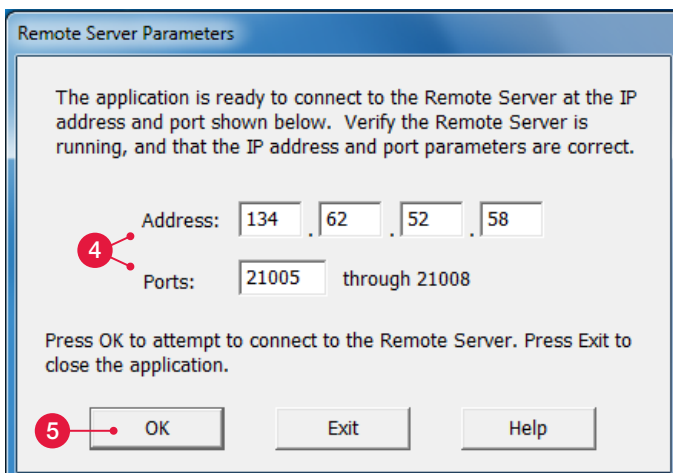 Remote Server Parameters
The application is ready to connect to the Remote Server at the IP
address and port shown below. Verify the Remote Server is
running, and that the IP address and port parameters are correct.
Address: 134 . 62 . 52 . 58
4
Ports: 21005 through 21008
Press OK to attempt to connect to the Remote Server. Press Exit to
close the application.
5 OK Exit Help